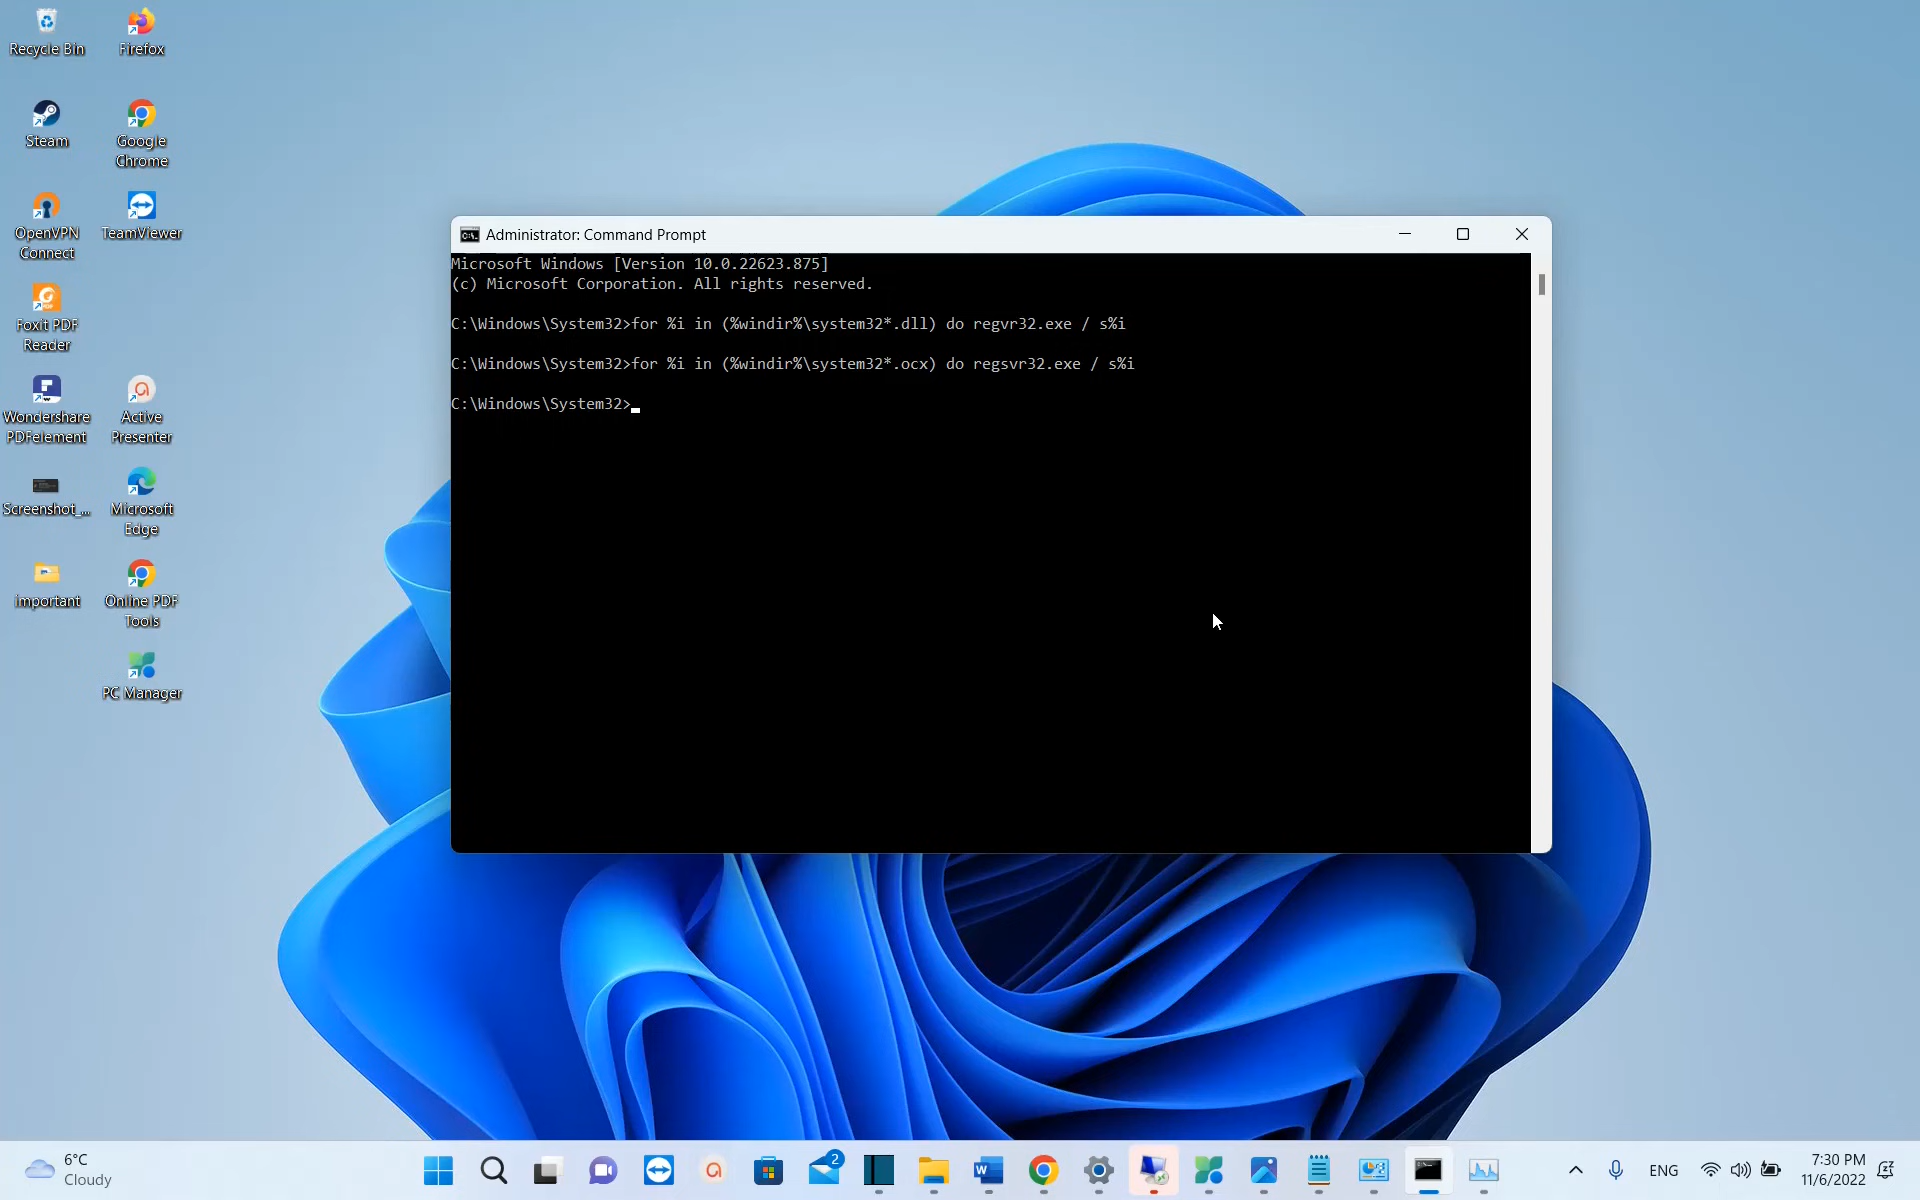 Recycle Bin
Firefox
Steam
Google
Chrome
OpenVPN
Connect
TeamViewer
Foxit PDF
Reader
Wondershare
PDFelement
Active
Presenter
Screenshot_...
Microsoft
Edge
important
Online PDF
Tools
PC Manager
Administrator: Command Prompt
Microsoft Windows [Version 10.0.22623.875]
(c) Microsoft Corporation. All rights reserved.
C:\Windows\System32>for %i in (%windir%\system32*.dll) do regvr32.exe / s%i
C:\Windows\System32>for %i in (%windir%\system32*.ocx) do regsvr32.exe / s%i
C:\Windows\System32>
6°C
Cloudy
2
ENG
7:30 PM
11/6/2022